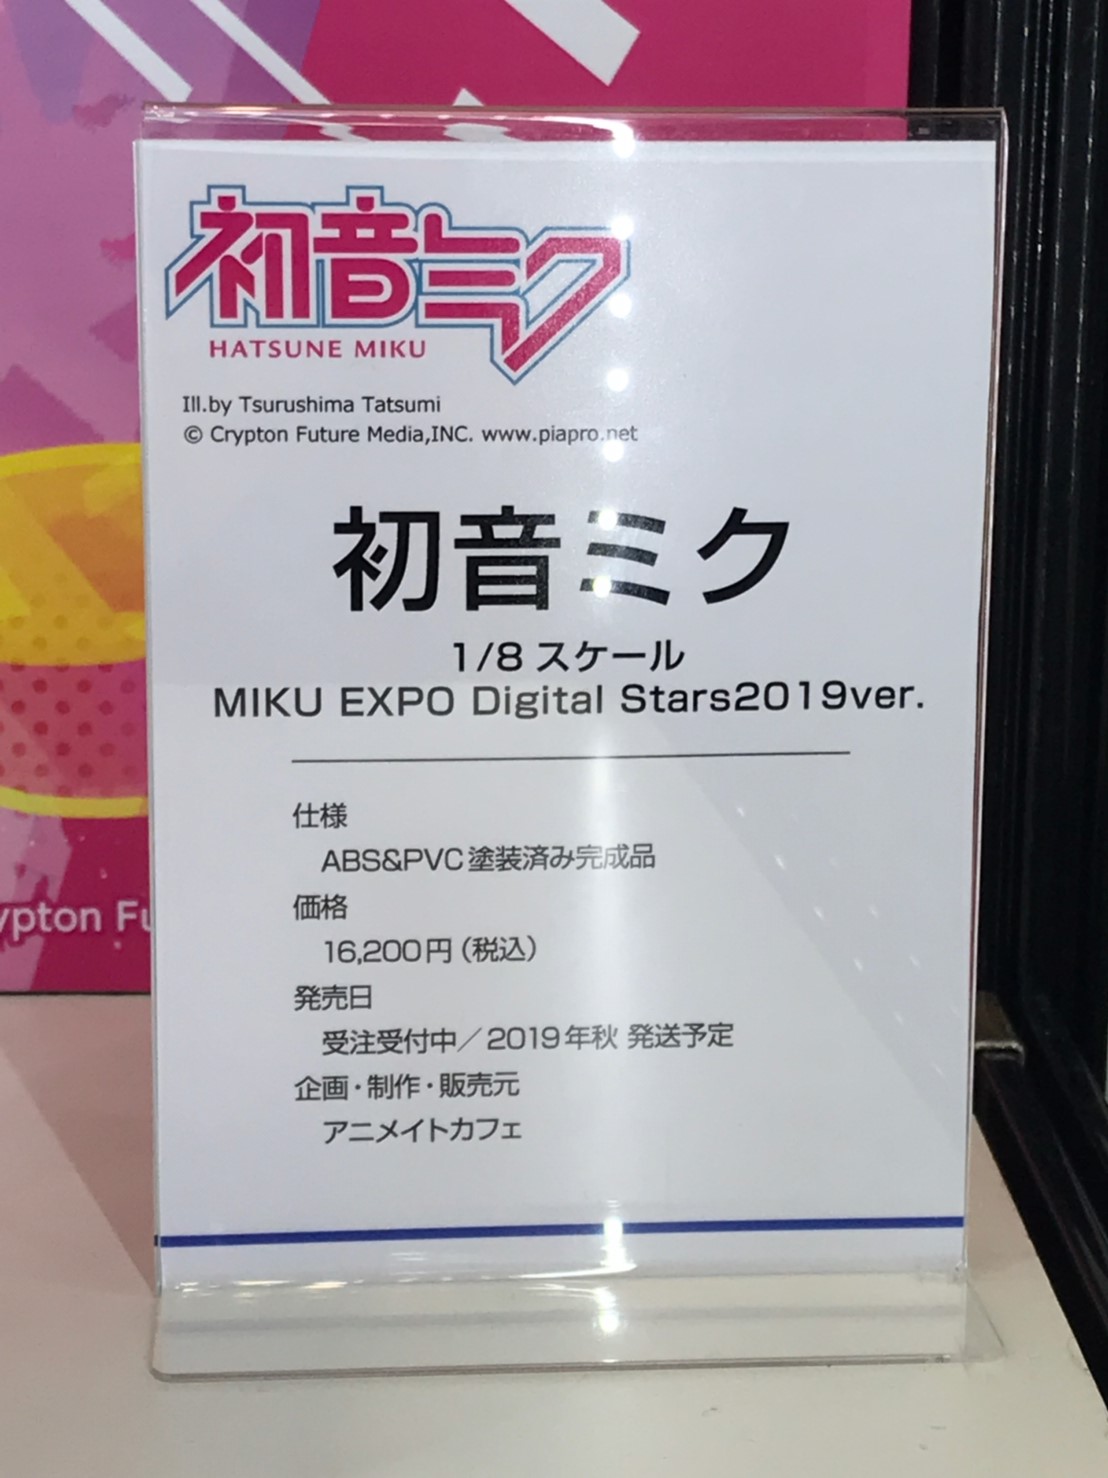 初音ミク
HATSUNE MIKU
Ill.by Tsurushima Tatsumi
© Crypton Future Media,INC. www.piapro.net
初音ミク
1/8 スケール
MIKU EXPO Digital Stars2019ver.
仕様
ABS&PVC塗装済み完成品
価格
16,200円（税込）
発売日
受注受付中／2019年秋 発送予定
企画・制作・販売元
アニメイトカフェ
ypton Fu